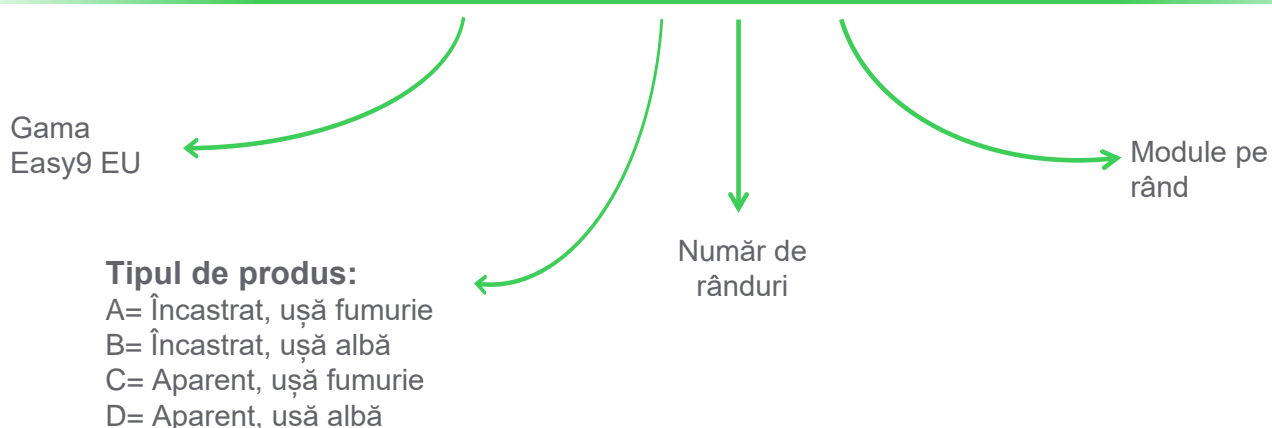 Gama
Easy9 EU
Module pe
rând
Număr de
rânduri
Tipul de produs:
A= Încastrat, ușă fumurie
B= Încastrat, ușă albă
C= Aparent, ușă fumurie
D= Aparent, ușă albă